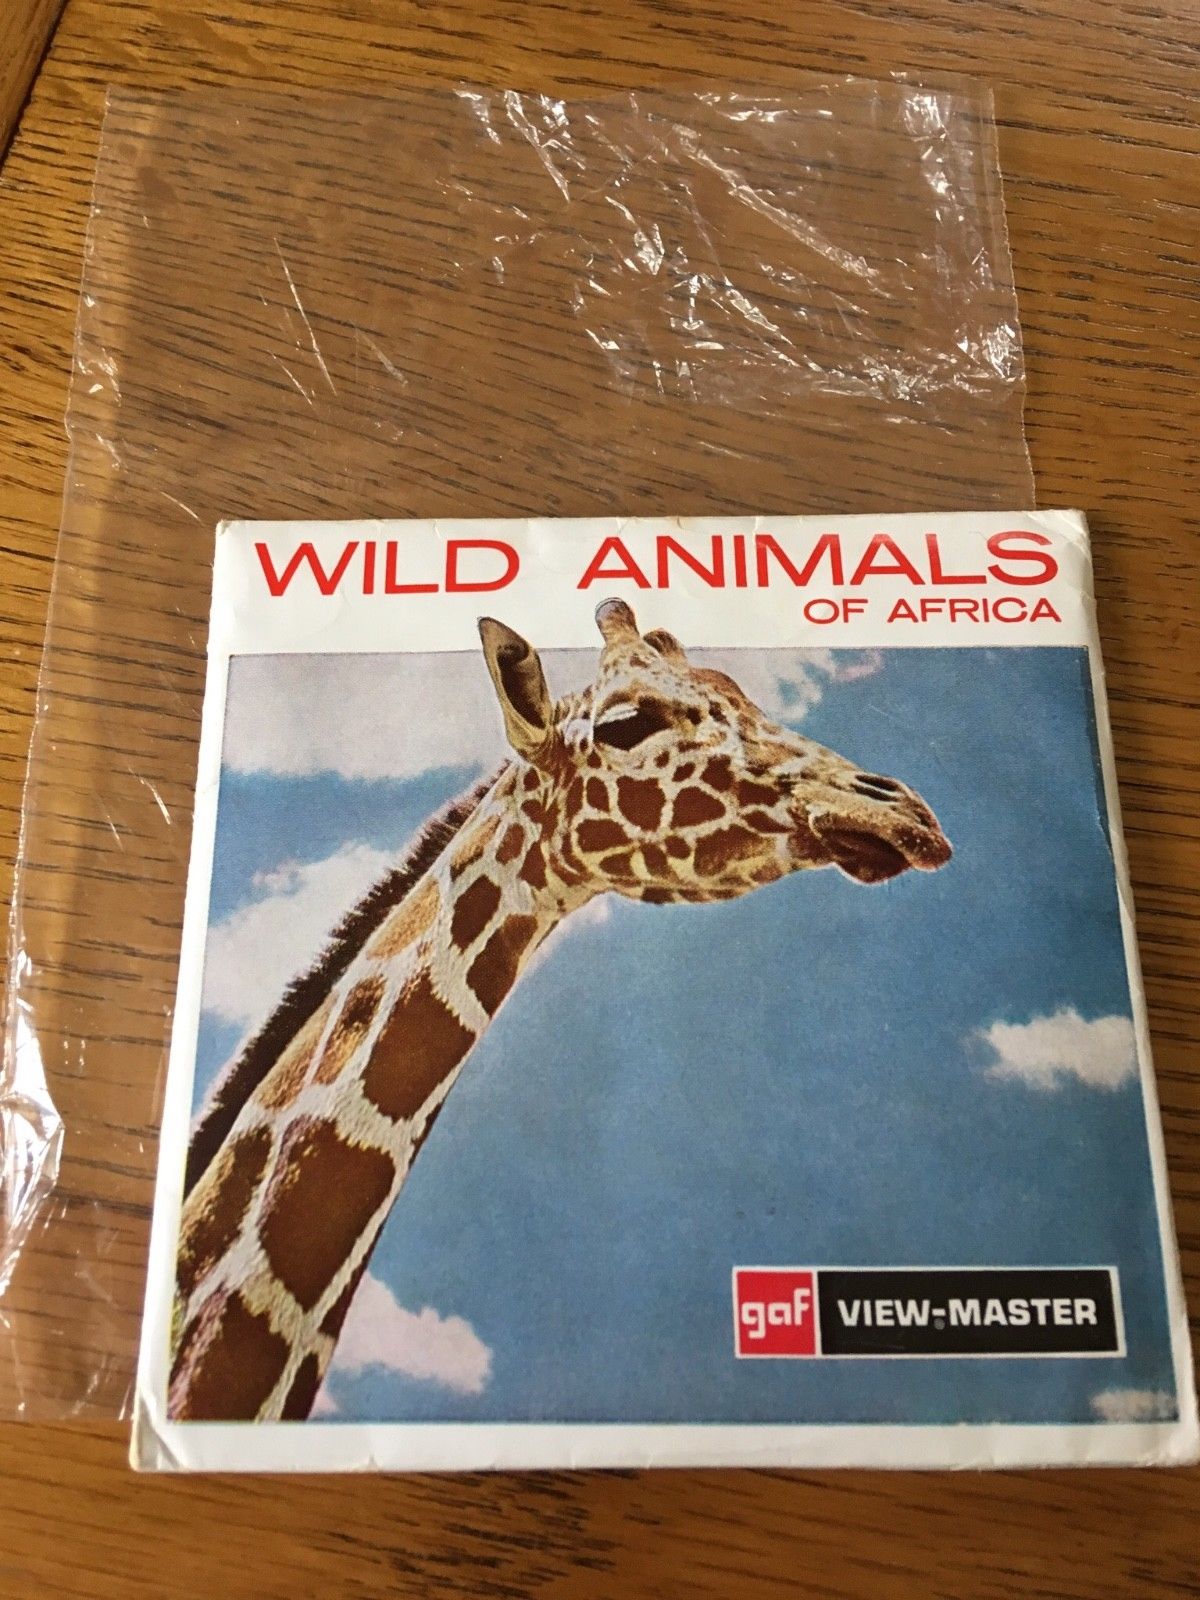 WILD ANIMALS
OF AFRICA
gaf VIEW-MASTER